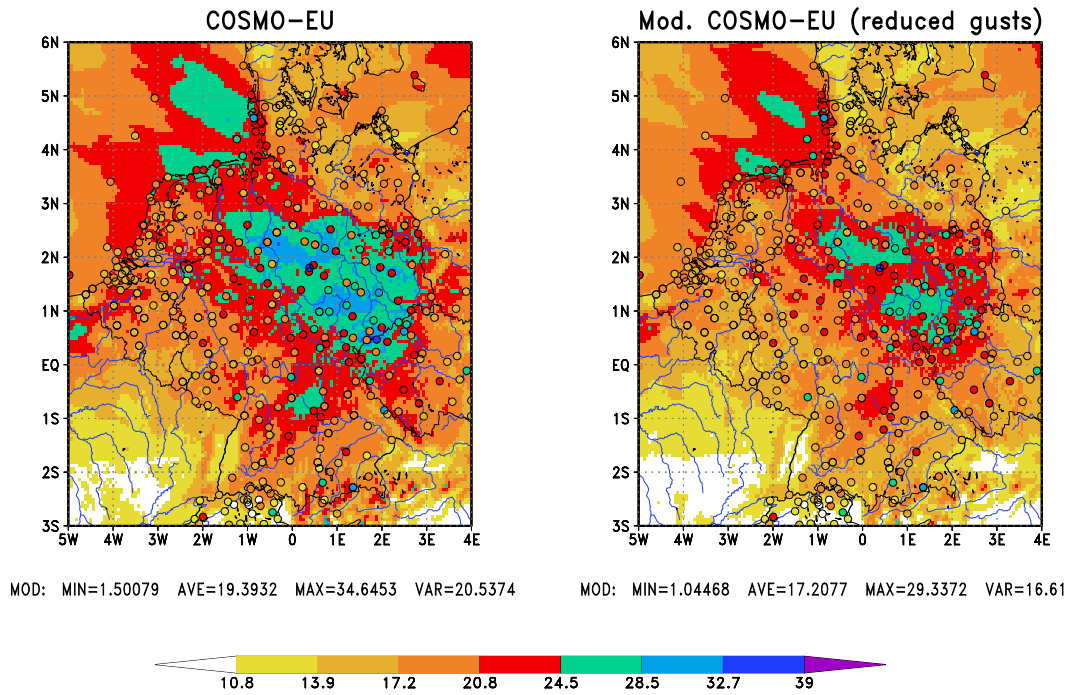 COSMO-EU
Mod. COSMO-EU (reduced gusts)
6N
5N
4N
3N
2N
1N
EQ
1S
2S
3S
5W 4W 3W 2W 1W 0 1E 2E 3E 4E
6N
5N
4N
3N
2N
1N
EQ
1S
2S
3S
5W 4W 3W 2W 1W 0 1E 2E 3E 4E
MOD: MIN=1.50079 AVE=19.3932 MAX=34.6453 VAR=20.5374
MOD: MIN=1.04468 AVE=17.2077 MAX=29.3372 VAR=16.61
10.8 13.9 17.2 20.8 24.5 28.5 32.7 39